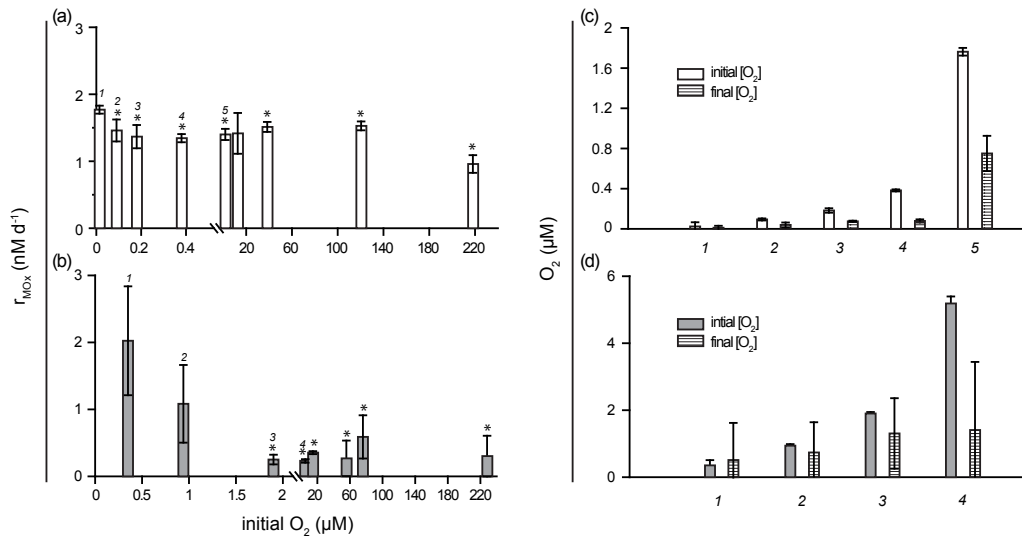 (a)
3
2
1
0
1
2
*
3
*
4
*
5
*
*
*
*
0 0.2 0.4 20 60 100 140 180 220
(b)
3
2
1
0
1
2
3
*
4
*
*
*
*
*
0 0.5 1 1.5 2 20 60 100 140 180 220
initial O₂ (µM)
r_MOx (nM d⁻¹)
(c)
2
1.6
1.2
0.8
0.4
0
initial [O₂]
final [O₂]
1 2 3 4 5
(d)
6
4
2
0
intial [O₂]
final [O₂]
1 2 3 4
O₂ (µM)